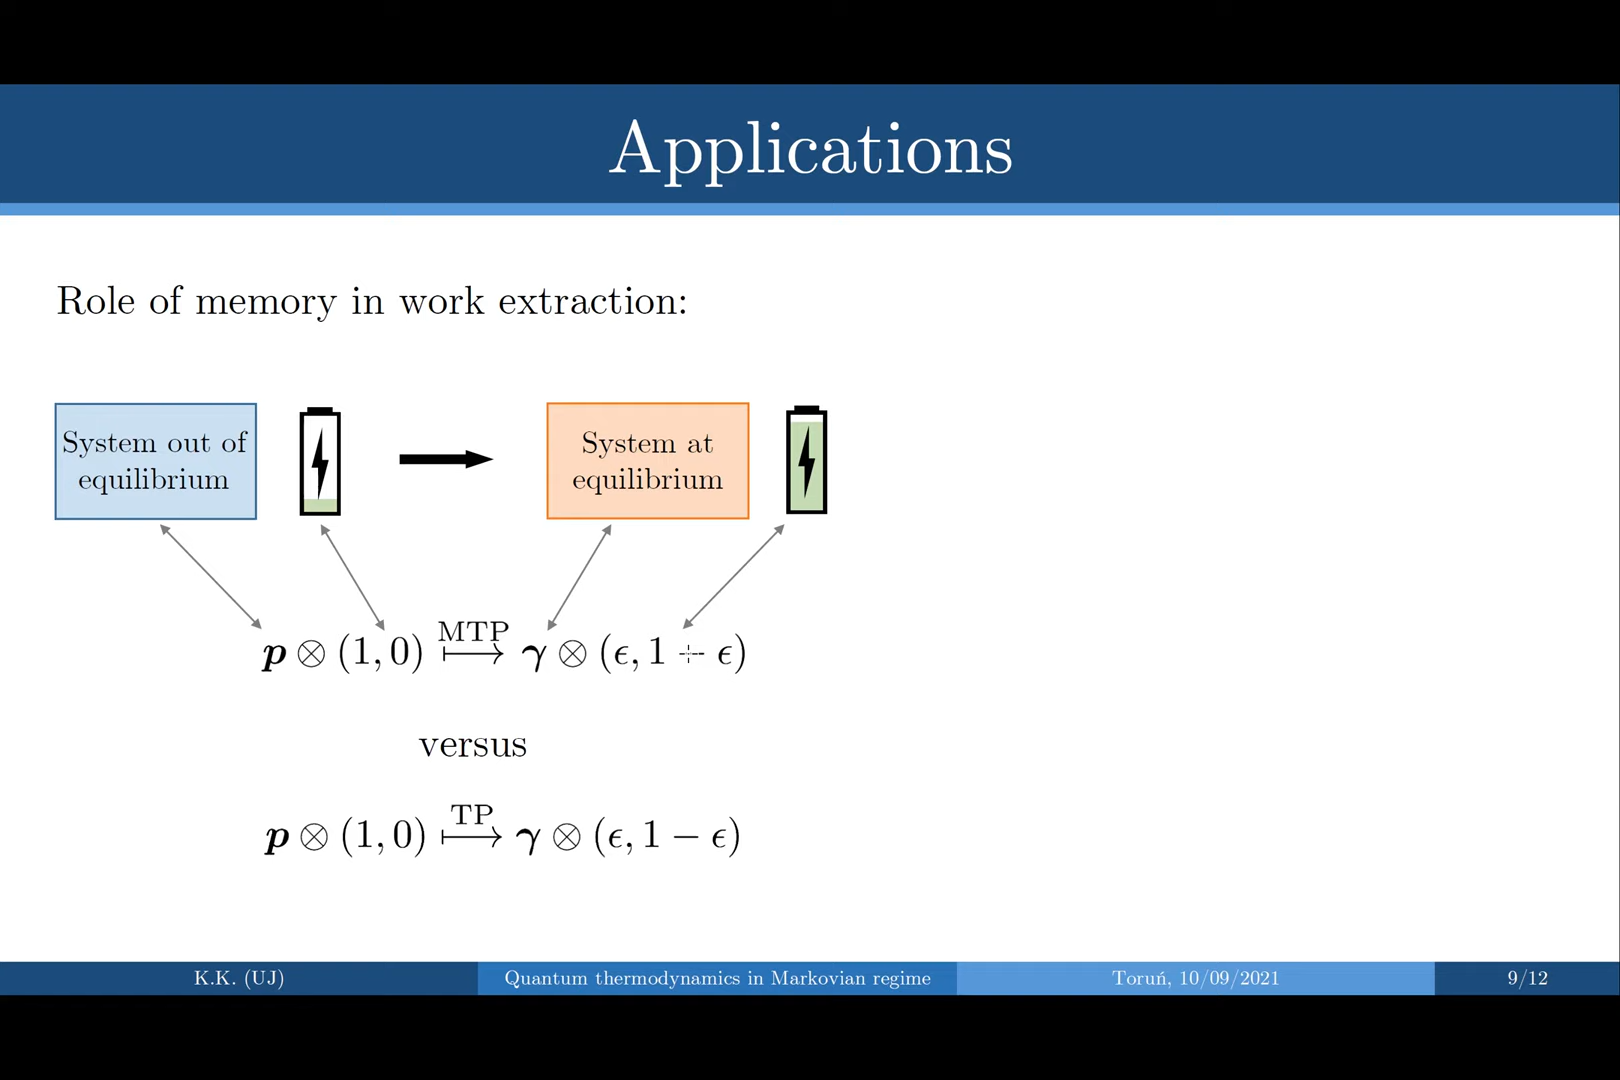 Applications
Role of memory in work extraction:
System out of
equilibrium
System at
equilibrium
MTP
p ⊗ (1, 0) ⟼ γ ⊗ (ϵ, 1 − ϵ)
versus
TP
p ⊗ (1, 0) ⟼ γ ⊗ (ϵ, 1 − ϵ)
K.K. (UJ)
Quantum thermodynamics in Markovian regime
Toruń, 10/09/2021
9/12